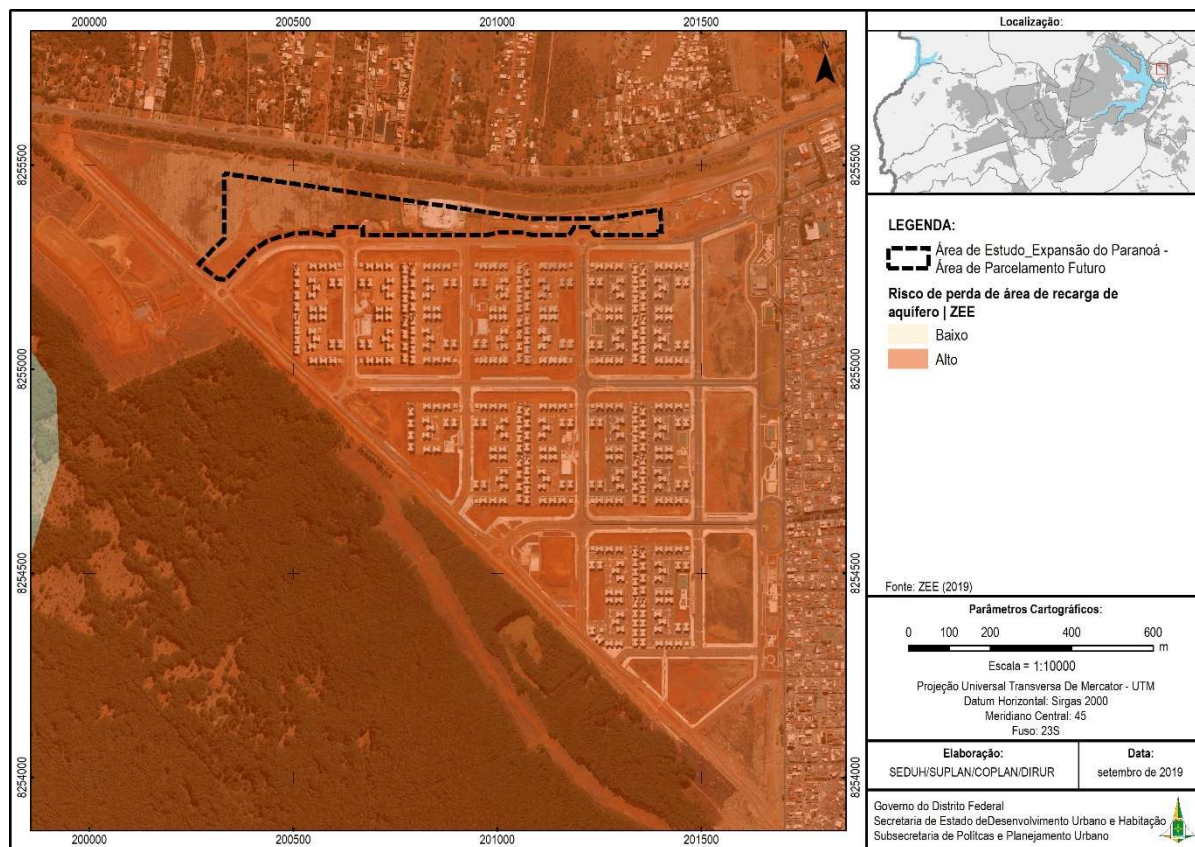 200000
200500
201000
201500
8255500
8255000
8254500
8254000
8255500
8255000
8254500
8254000
200000
200500
201000
201500
Localização:
LEGENDA:
Área de Estudo_Expansão do Paranoá -
Área de Parcelamento Futuro
Risco de perda de área de recarga de
aquífero | ZEE
Baixo
Alto
Fonte: ZEE (2019)
Parâmetros Cartográficos:
0 100 200 400 600
m
Escala = 1:10000
Projeção Universal Transversa De Mercator - UTM
Datum Horizontal: Sirgas 2000
Meridiano Central: 45
Fuso: 23S
Elaboração:
SEDUH/SUPLAN/COPLAN/DIRUR
Data:
setembro de 2019
Governo do Distrito Federal
Secretaria de Estado deDesenvolvimento Urbano e Habitação
Subsecretaria de Polítcas e Planejamento Urbano